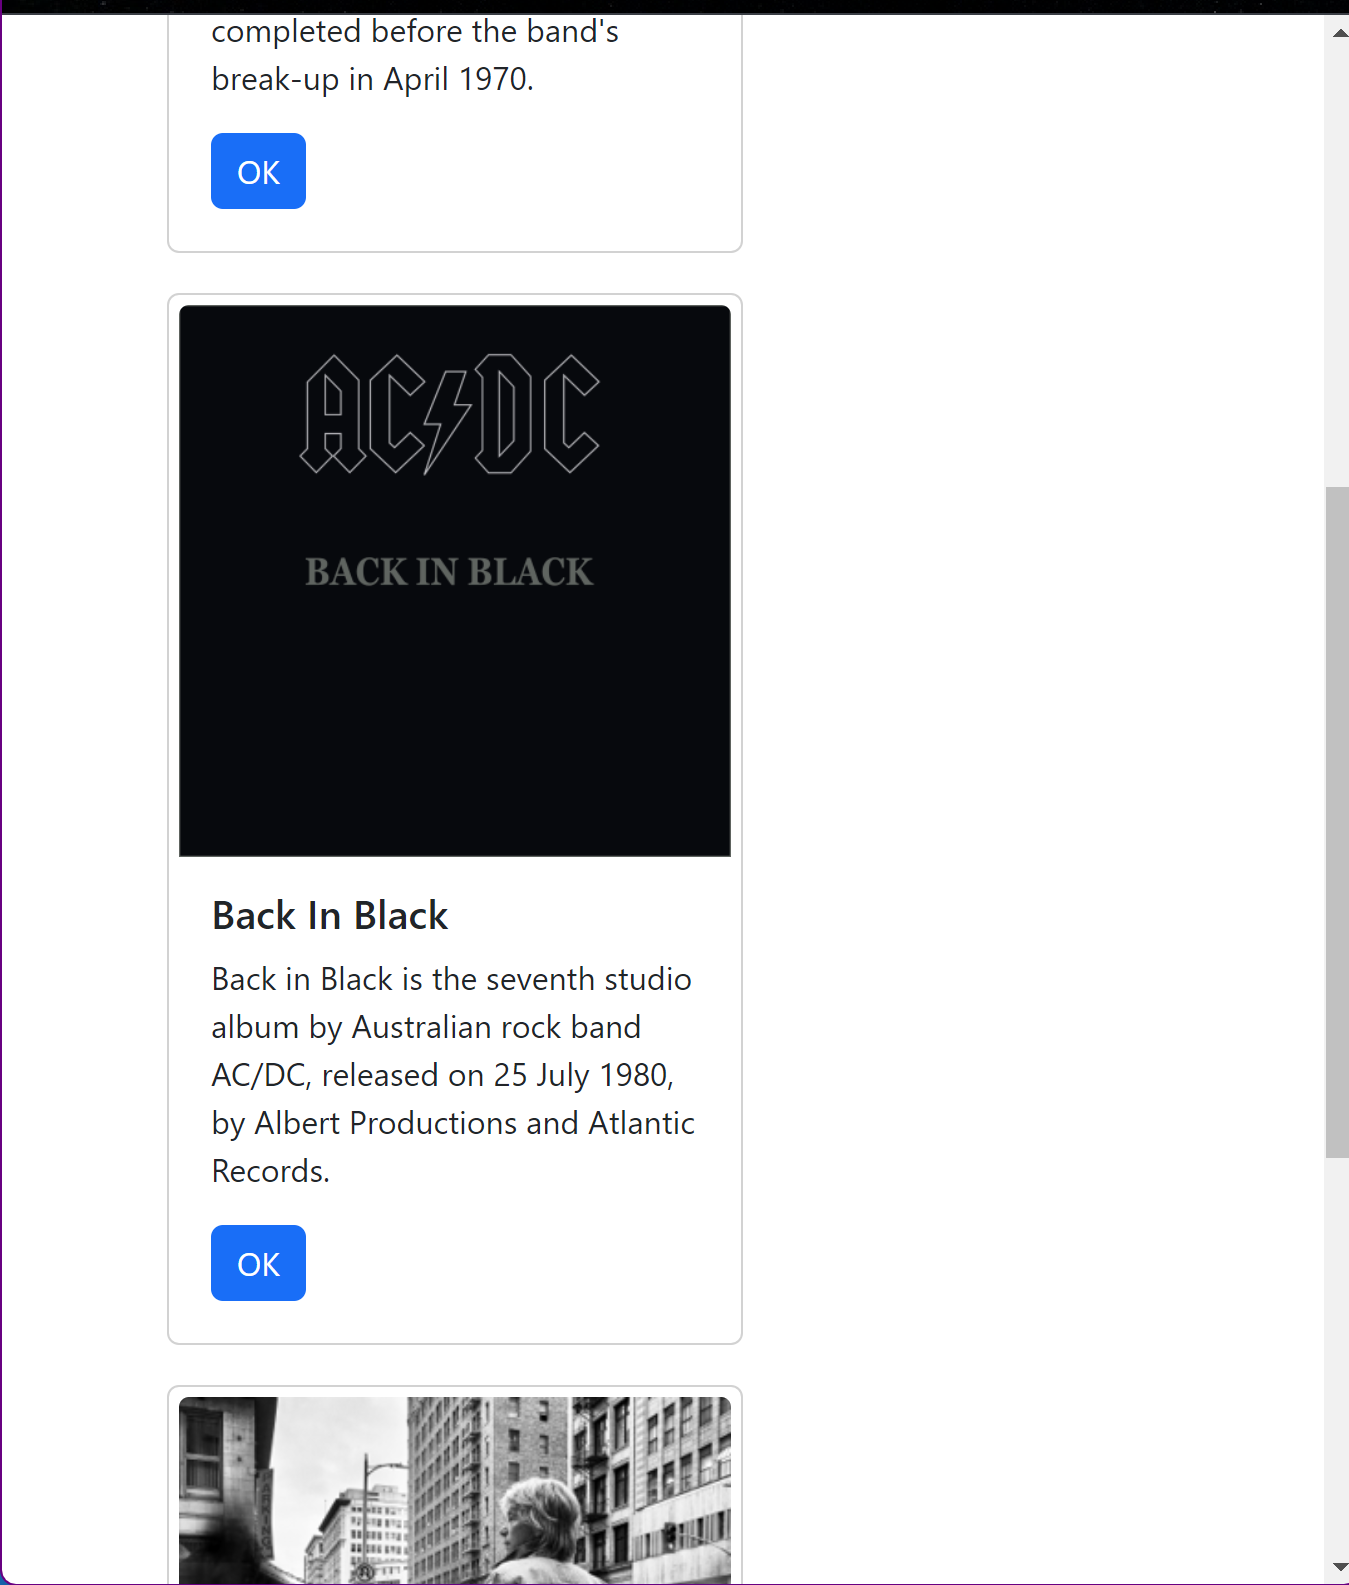 completed before the band's
break-up in April 1970.
OK
AC/DC
BACK IN BLACK
Back In Black
Back in Black is the seventh studio
album by Australian rock band
AC/DC, released on 25 July 1980,
by Albert Productions and Atlantic
Records.
OK